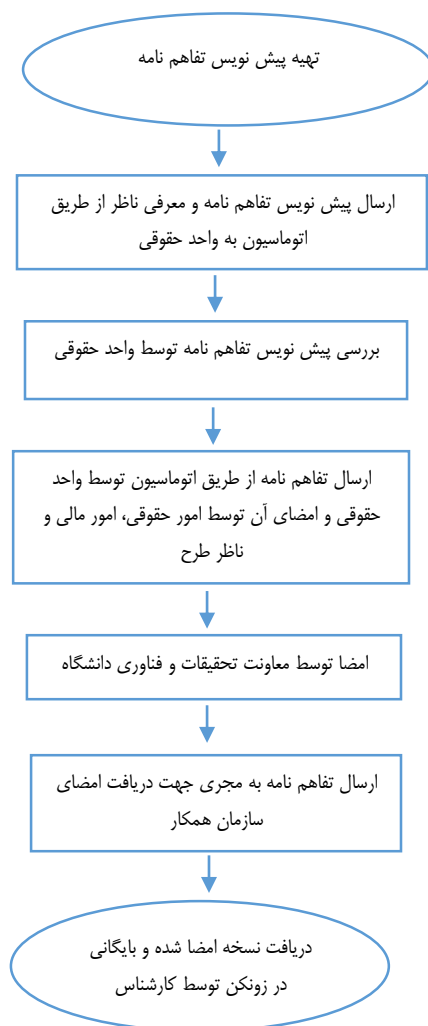 تهیه پیش نویس تفاهم نامه
ارسال پیش نویس تفاهم نامه و معرفی ناظر از طریق
اتوماسیون به واحد حقوقی
بررسی پیش نویس تفاهم نامه توسط واحد حقوقی
ارسال تفاهم نامه از طریق اتوماسیون توسط واحد
حقوقی و امضای آن توسط امور حقوقی، امور مالی و
ناظر طرح
امضا توسط معاونت تحقیقات و فناوری دانشگاه
ارسال تفاهم نامه به مجری جهت دریافت امضای
سازمان همکار
دریافت نسخه امضا شده و بایگانی
در زونکن توسط کارشناس